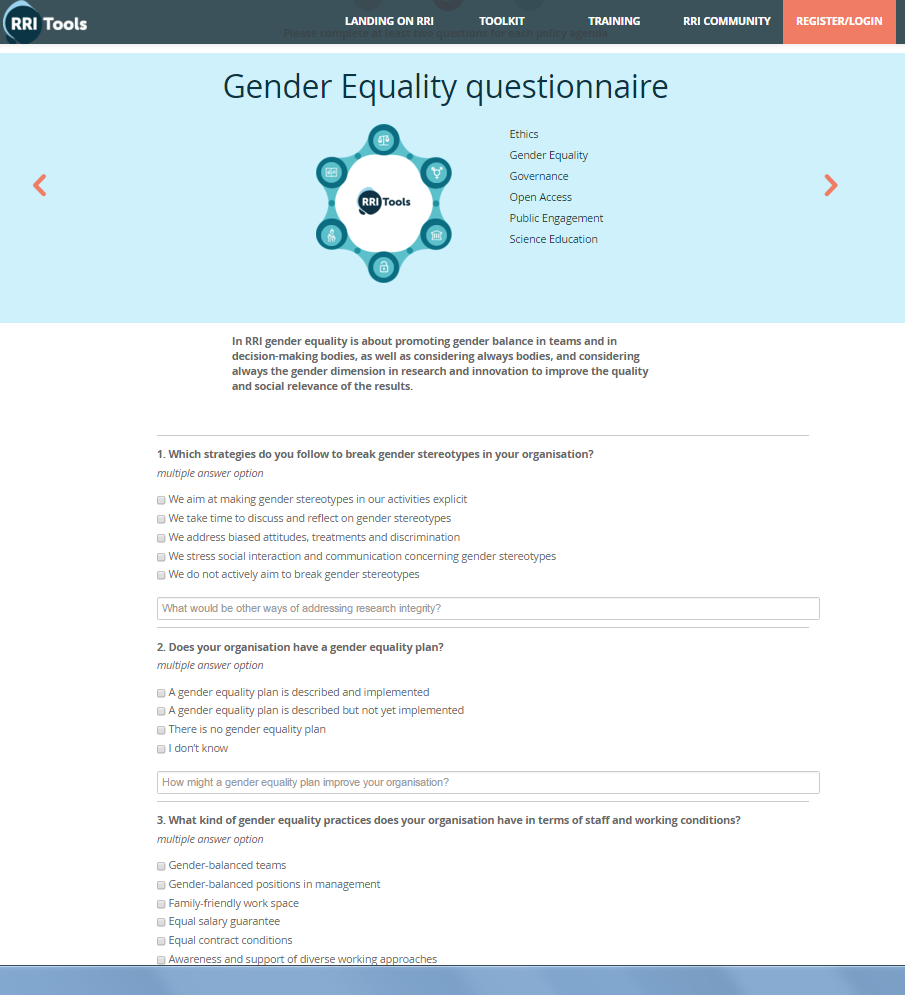 RRI Tools
LANDING ON RRI TOOLKIT TRAINING RRI COMMUNITY REGISTER/LOGIN
Please complete at least two questions for each policy agenda
Gender Equality questionnaire
RRI Tools
Ethics
Gender Equality
Governance
Open Access
Public Engagement
Science Education
In RRI gender equality is about promoting gender balance in teams and in
decision-making bodies, as well as considering always bodies, and considering
always the gender dimension in research and innovation to improve the quality
and social relevance of the results.
1. Which strategies do you follow to break gender stereotypes in your organisation?
multiple answer option
We aim at making gender stereotypes in our activities explicit
We take time to discuss and reflect on gender stereotypes
We address biased attitudes, treatments and discrimination
We stress social interaction and communication concerning gender stereotypes
We do not actively aim to break gender stereotypes
What would be other ways of addressing research integrity?
2. Does your organisation have a gender equality plan?
multiple answer option
A gender equality plan is described and implemented
A gender equality plan is described but not yet implemented
There is no gender equality plan
I don't know
How might a gender equality plan improve your organisation?
3. What kind of gender equality practices does your organisation have in terms of staff and working conditions?
multiple answer option
Gender-balanced teams
Gender-balanced positions in management
Family-friendly work space
Equal salary guarantee
Equal contract conditions
Awareness and support of diverse working approaches